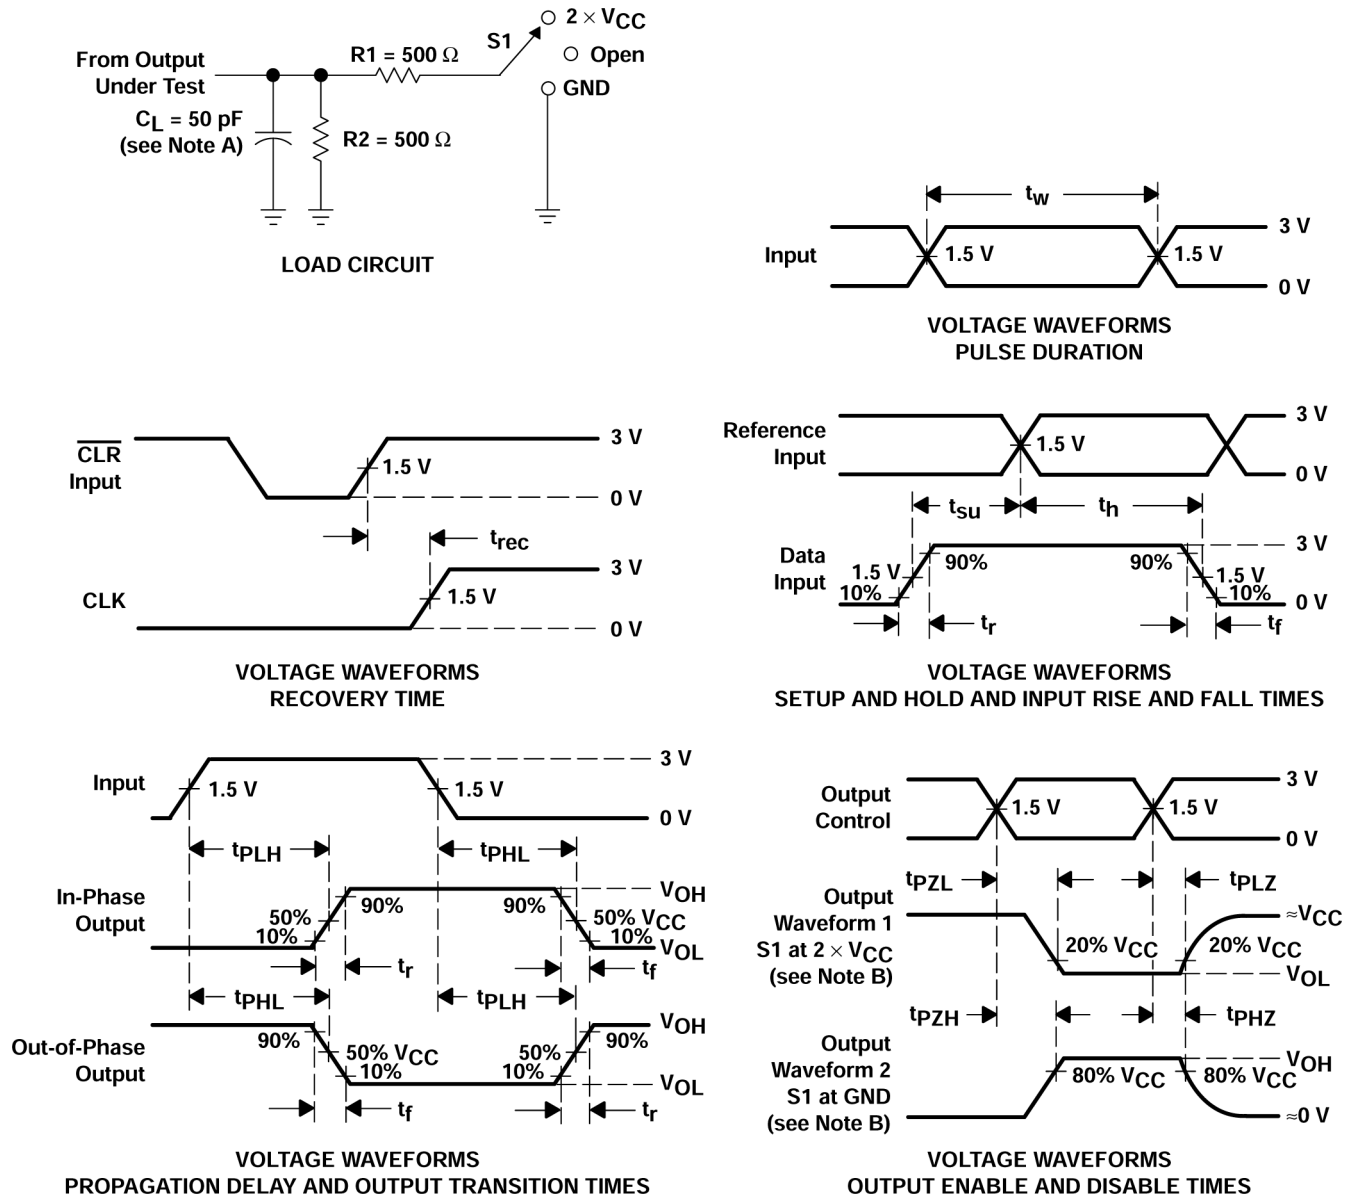 From Output
Under Test
CL = 50 pF
(see Note A)
R1 = 500 Ω
R2 = 500 Ω
S1
2 × VCC
Open
GND
LOAD CIRCUIT
tw
Input
1.5 V
1.5 V
3 V
0 V
VOLTAGE WAVEFORMS
PULSE DURATION
CLR
Input
1.5 V
3 V
0 V
trec
CLK
1.5 V
3 V
0 V
VOLTAGE WAVEFORMS
RECOVERY TIME
Reference
Input
1.5 V
3 V
0 V
tsu
th
Data
Input
1.5 V
10%
90%
90%
1.5 V
10%
3 V
0 V
tr
tf
VOLTAGE WAVEFORMS
SETUP AND HOLD AND INPUT RISE AND FALL TIMES
Input
1.5 V
1.5 V
3 V
0 V
tPLH
tPHL
In-Phase
Output
50%
10%
90%
90%
50% VCC
10%
VOH
VOL
tr
tf
tPHL
tPLH
Out-of-Phase
Output
90%
50% VCC
10%
50%
10%
90%
VOH
VOL
tf
tr
VOLTAGE WAVEFORMS
PROPAGATION DELAY AND OUTPUT TRANSITION TIMES
Output
Control
1.5 V
1.5 V
3 V
0 V
tPZL
tPLZ
Output
Waveform 1
S1 at 2 × VCC
(see Note B)
20% VCC
20% VCC
≈VCC
VOL
tPZH
tPHZ
Output
Waveform 2
S1 at GND
(see Note B)
80% VCC
80% VCC
VOH
≈0 V
VOLTAGE WAVEFORMS
OUTPUT ENABLE AND DISABLE TIMES